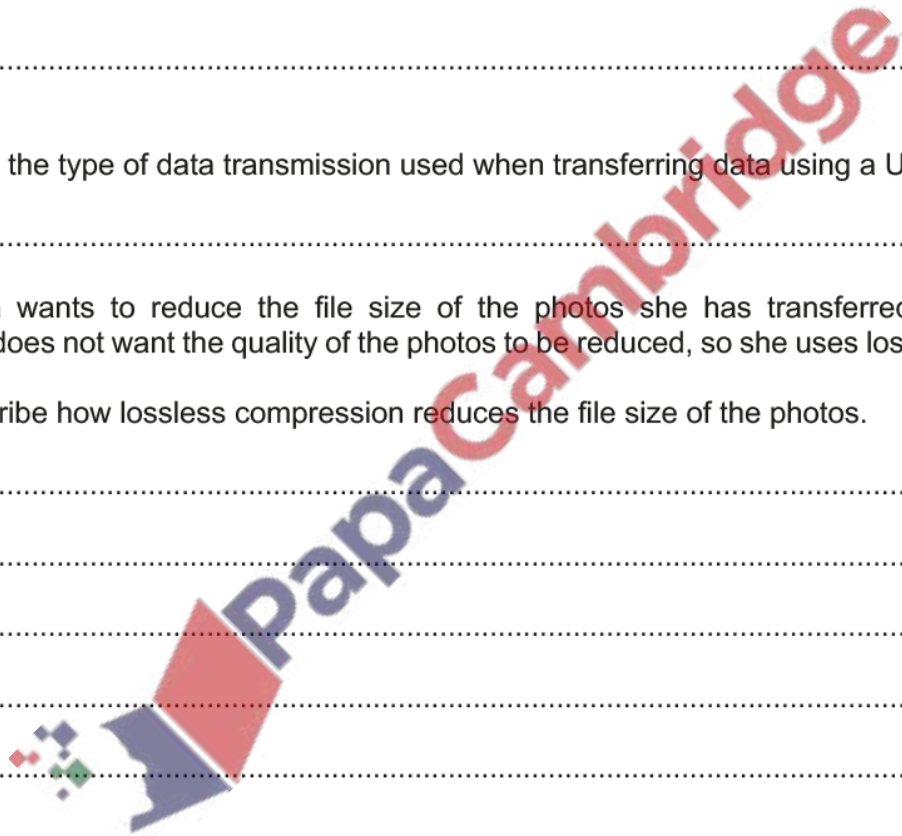 the type of data transmission used when transferring data using a U
wants to reduce the file size of the photos she has transferred
does not want the quality of the photos to be reduced, so she uses los
ribe how lossless compression reduces the file size of the photos.
PapaCambridge